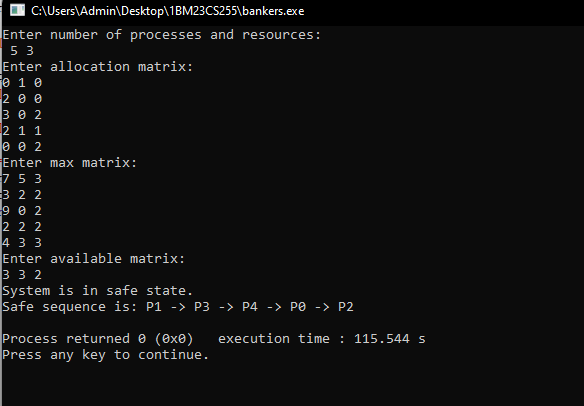 C:\Users\Admin\Desktop\1BM23CS255\bankers.exe
Enter number of processes and resources:
5 3
Enter allocation matrix:
0 1 0
2 0 0
3 0 2
2 1 1
0 0 2
Enter max matrix:
7 5 3
3 2 2
9 0 2
2 2 2
4 3 3
Enter available matrix:
3 3 2
System is in safe state.
Safe sequence is: P1 -> P3 -> P4 -> P0 -> P2
Process returned 0 (0x0)   execution time : 115.544 s
Press any key to continue.